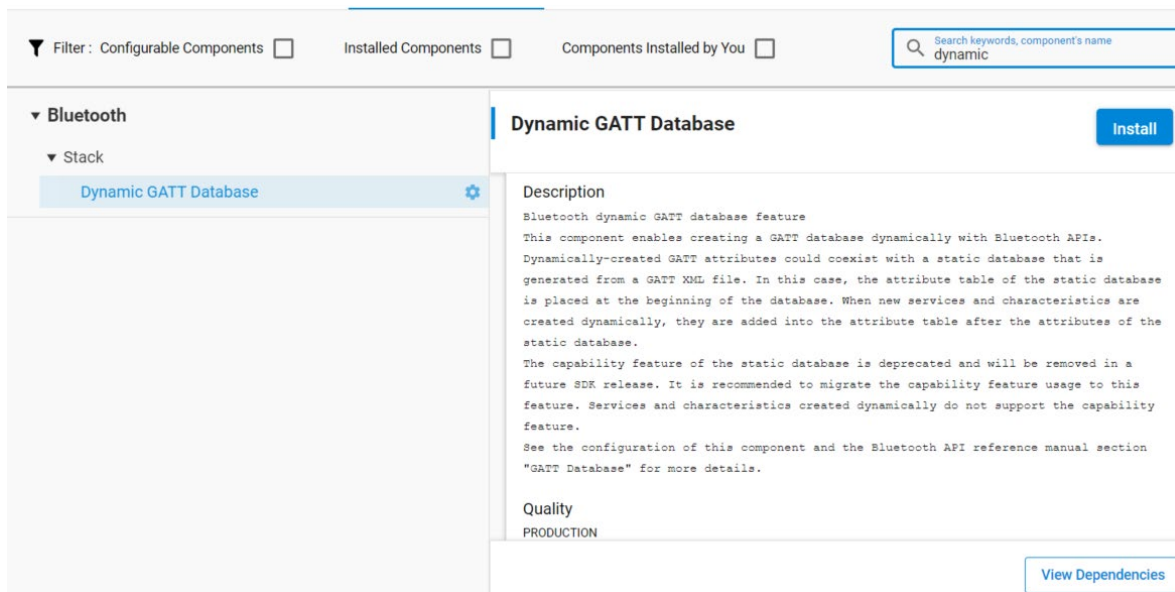 Filter : Configurable Components
Installed Components
Components Installed by You
Search keywords, component's name
dynamic
Bluetooth
Stack
Dynamic GATT Database
Dynamic GATT Database
Install
Description
Bluetooth dynamic GATT database feature
This component enables creating a GATT database dynamically with Bluetooth APIs.
Dynamically-created GATT attributes could coexist with a static database that is
generated from a GATT XML file. In this case, the attribute table of the static database
is placed at the beginning of the database. When new services and characteristics are
created dynamically, they are added into the attribute table after the attributes of the
static database.
The capability feature of the static database is deprecated and will be removed in a
future SDK release. It is recommended to migrate the capability feature usage to this
feature. Services and characteristics created dynamically do not support the capability
feature.
See the configuration of this component and the Bluetooth API reference manual section
"GATT Database" for more details.
Quality
PRODUCTION
View Dependencies